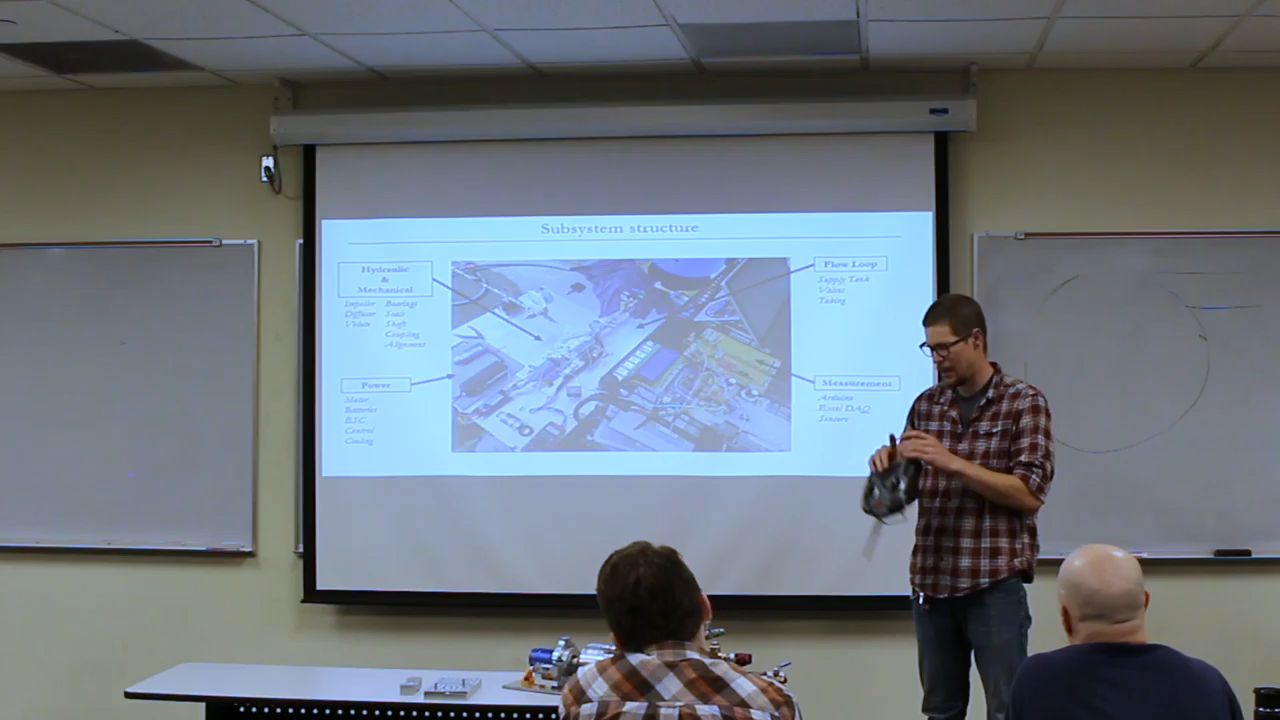 Subsystem structure
Hydraulic
&
Mechanical
Impeller Bearings
Diffuser Seals
Volute Shaft
Coupling
Alignment
Power
Motor
Batteries
ESC
Control
Cooling
Flow Loop
Supply Tank
Valves
Tubing
Measurement
Arduino
Excel DAQ
Sensors